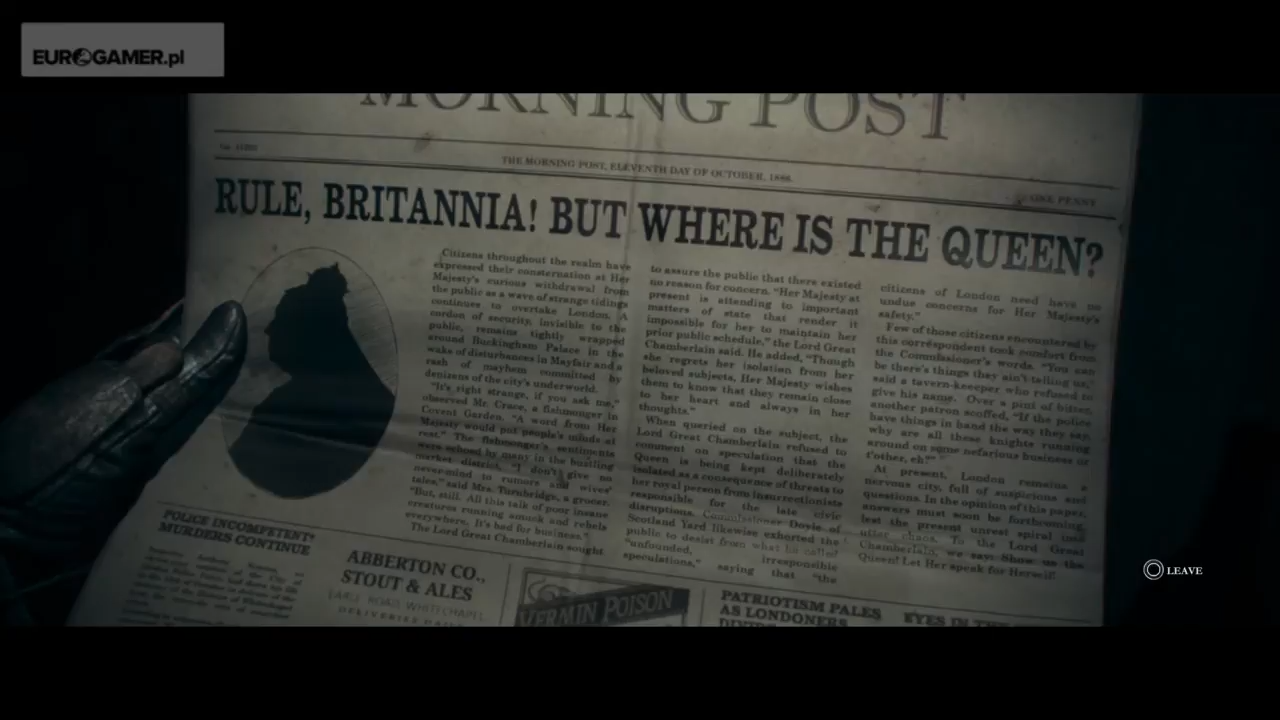 EUROGAMER.pl
MORNING POST
THE MORNING POST, ELEVENTH DAY OF OCTOBER, 1886.
ONE PENNY
RULE, BRITANNIA! BUT WHERE IS THE QUEEN?
Citizens throughout the realm have
expressed their consternation at Her
Majesty's curious withdrawal from
the public as a wave of strange tidings
continues to overtake London. A
cordon of security, invisible to the
public, remains tightly wrapped
around Buckingham Palace in the
wake of disturbances in Mayfair and a
rash of mayhem committed by
denizens of the city's underworld.
"It's right strange, if you ask me,"
observed Mr. Crace, a fishmonger in
Covent Garden. "A word from Her
Majesty would put people's minds at
rest." The fishmonger's sentiments
were echoed by many in the bustling
market district. "I don't give no
never-mind to rumors and wives'
tales," said Mrs. Turnbridge, a grocer.
"But, still. All this talk of poor insane
creatures running amuck and rebels
everywhere. It's bad for business."
The Lord Great Chamberlain sought
to assure the public that there existed
no reason for concern. "Her Majesty at
present is attending to important
matters of state that render it
impossible for her to maintain her
prior public schedule," the Lord Great
Chamberlain said. He added, "Though
she regrets her isolation from her
beloved subjects, Her Majesty wishes
them to know that they remain close
to her heart and always in her
thoughts."
When queried on the subject, the
Lord Great Chamberlain refused to
comment on speculation that the
Queen is being kept deliberately
isolated as a consequence of threats to
her royal person from insurrectionists
responsible for the late civic
disruptions. Commissioner Doyle of
Scotland Yard likewise exhorted the
public to desist from what he called
"unfounded, irresponsible
speculations," saying that "the
citizens of London need have no
undue concerns for Her Majesty's
safety."
Few of those citizens encountered by
this correspondent took comfort from
the Commissioner's words. "You can
be there's things they ain't telling us,"
said a tavern-keeper who refused to
give his name. Over a pint of bitter,
another patron scoffed, "If the police
have things in hand the way they say,
why are all these knights running
around on some nefarious business or
t'other, eh?"
At present, London remains a
nervous city, full of suspicions and
questions. In the opinion of this paper,
answers must soon be forthcoming,
lest the present unrest spiral into
utter chaos. To the Lord Great
Chamberlain, we say: Show us the
Queen! Let Her speak for Herself!
POLICE INCOMPETENT?
MURDERS CONTINUE
ABBERTON CO.,
STOUT & ALES
ROAD, WHITECHAPEL
VERMIN POISON
PATRIOTISM PALES
AS LONDONERS
EYES IN
LEAVE